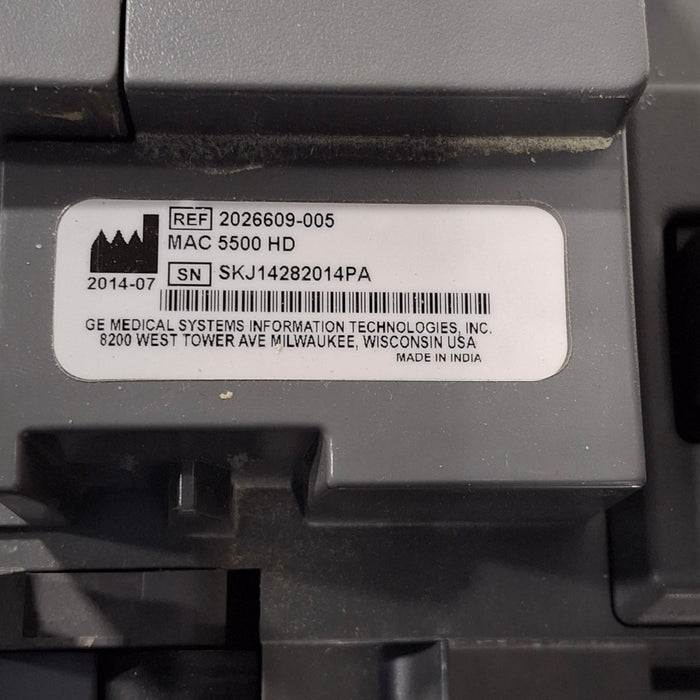 REF 2026609-005
MAC 5500 HD
2014-07 SN SKJ14282014PA
GE MEDICAL SYSTEMS INFORMATION TECHNOLOGIES, INC.
8200 WEST TOWER AVE MILWAUKEE, WISCONSIN USA
MADE IN INDIA